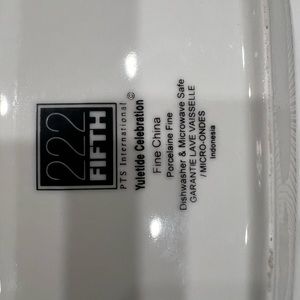 222
FIFTH
PTS International ©
Yuletide Celebration
Fine China
Porcelaine Fine
Dishwasher & Microwave Safe
GARANTIE LAVE VAISSELLE
/ MICRO-ONDES
Indonesia